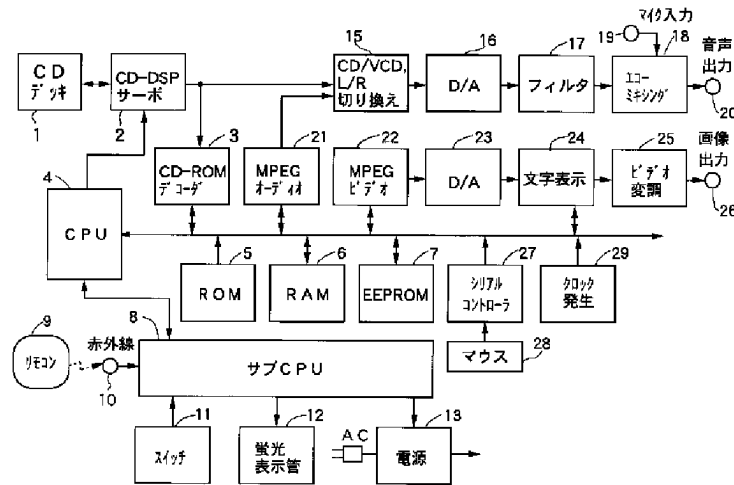 マイク入力
19
15
16
17
18
音声
出力
20
CD
デッキ
1
CD-DSP
サーボ
2
CD/VCD,
L/R
切り換え
D/A
フィルタ
エコー
ミキシング
3
21
22
23
24
25
画像
出力
26
4
CD-ROM
デコーダ
MPEG
オーディオ
MPEG
ビデオ
D/A
文字表示
ビデオ
変調
CPU
5
6
7
27
29
ROM
RAM
EEPROM
シリアル
コントローラ
クロック
発生
9
リモコン
赤外線
10
8
サブCPU
マウス
28
11
12
AC
13
スイッチ
蛍光
表示管
電源